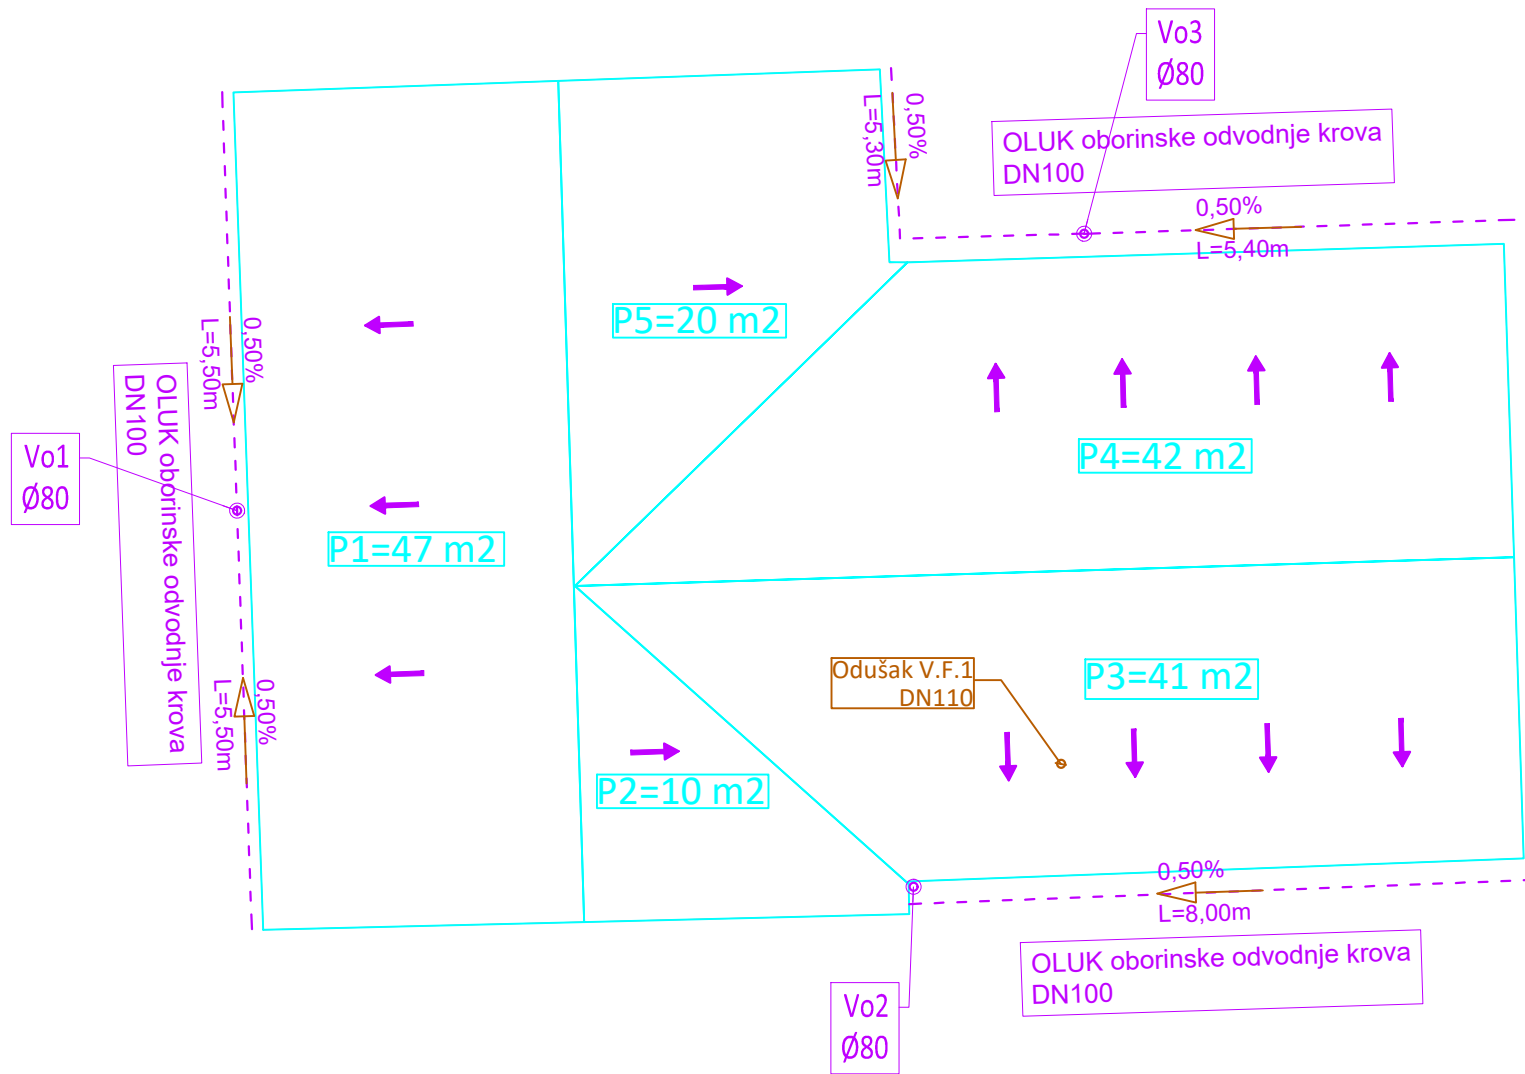 Vo3
Ø80
OLUK oborinske odvodnje krova
DN100
0,50%
L=5,30m
0,50%
L=5,40m
P5=20 m2
0,50%
L=5,50m
OLUK oborinske odvodnje krova
DN100
Vo1
Ø80
P4=42 m2
P1=47 m2
0,50%
L=5,50m
Odušak V.F.1
DN110
P3=41 m2
P2=10 m2
0,50%
L=8,00m
OLUK oborinske odvodnje krova
DN100
Vo2
Ø80